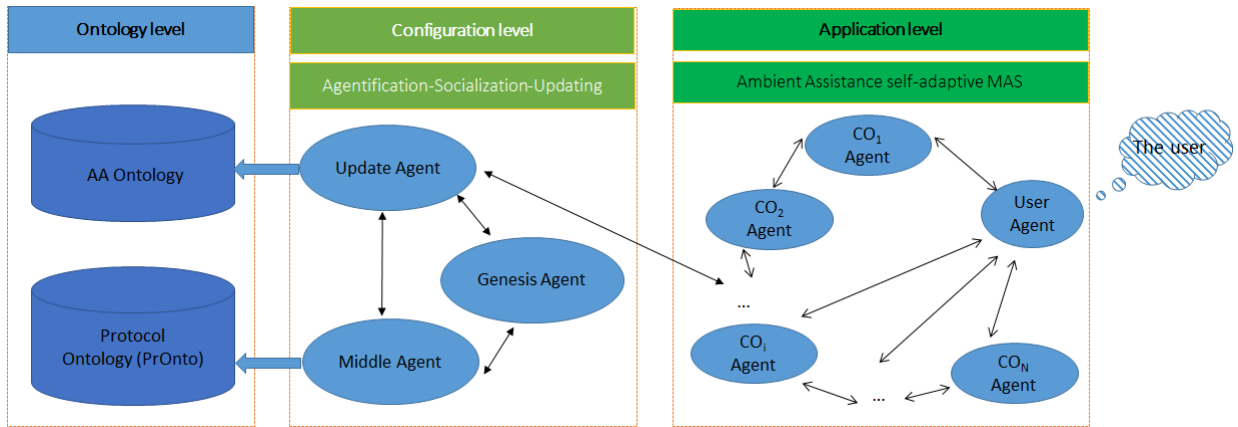 Ontology level
AA Ontology
Protocol
Ontology (PrOnto)
Configuration level
Agentification-Socialization-Updating
Update Agent
Genesis Agent
Middle Agent
Application level
Ambient Assistance self-adaptive MAS
CO₁
Agent
CO₂
Agent
User
Agent
...
COᵢ
Agent
CO_N
Agent
...
The user